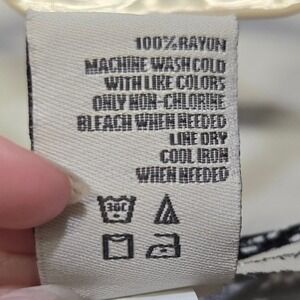 100% RAYON
MACHINE WASH COLD
WITH LIKE COLORS
ONLY NON-CHLORINE
BLEACH WHEN NEEDED
LINE DRY
COOL IRON
WHEN NEEDED
30C